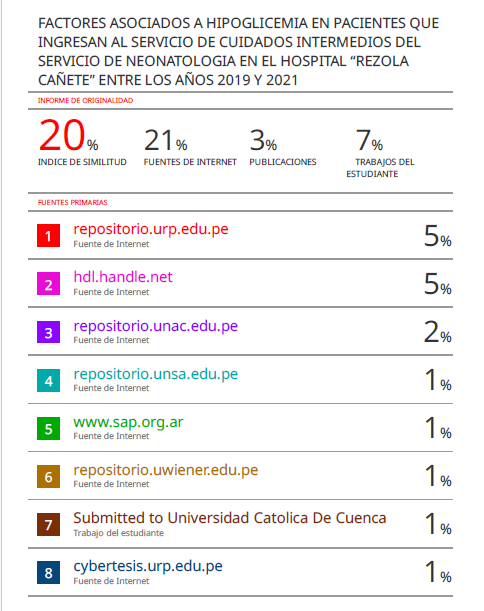 FACTORES ASOCIADOS A HIPOGLICEMIA EN PACIENTES QUE
INGRESAN AL SERVICIO DE CUIDADOS INTERMEDIOS DEL
SERVICIO DE NEONATOLOGIA EN EL HOSPITAL “REZOLA
CAÑETE” ENTRE LOS AÑOS 2019 Y 2021
INFORME DE ORIGINALIDAD
20% 21% 3% 7%
INDICE DE SIMILITUD FUENTES DE INTERNET PUBLICACIONES TRABAJOS DEL
ESTUDIANTE
FUENTES PRIMARIAS
1 repositorio.urp.edu.pe 5%
Fuente de Internet
2 hdl.handle.net 5%
Fuente de Internet
3 repositorio.unac.edu.pe 2%
Fuente de Internet
4 repositorio.unsa.edu.pe 1%
Fuente de Internet
5 www.sap.org.ar 1%
Fuente de Internet
6 repositorio.uwiener.edu.pe 1%
Fuente de Internet
7 Submitted to Universidad Catolica De Cuenca 1%
Trabajo del estudiante
8 cybertesis.urp.edu.pe 1%
Fuente de Internet